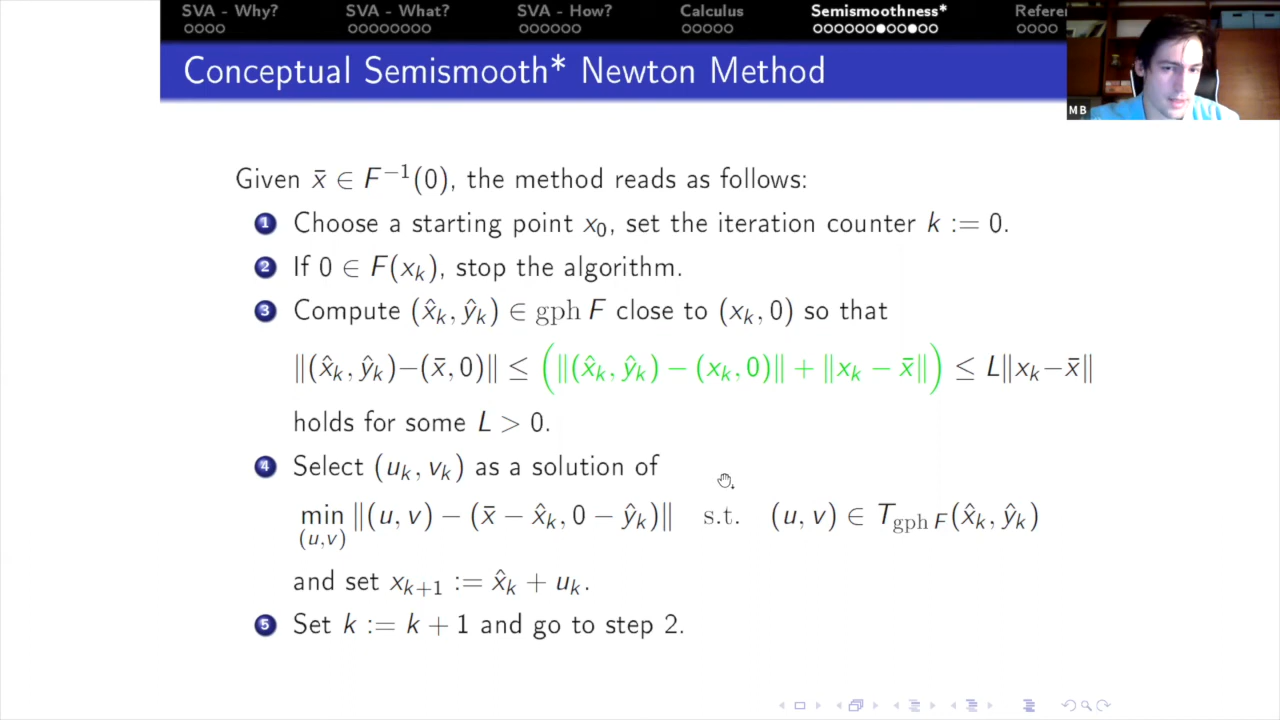 SVA - Why? SVA - What? SVA - How? Calculus Semismoothness* Refere
Conceptual Semismooth* Newton Method
MB
Given x̄ ∈ F⁻¹(0), the method reads as follows:
1 Choose a starting point x₀, set the iteration counter k := 0.
2 If 0 ∈ F(xₖ), stop the algorithm.
3 Compute (x̂ₖ, ŷₖ) ∈ gph F close to (xₖ, 0) so that
‖(x̂ₖ, ŷₖ)−(x̄, 0)‖ ≤ (‖(x̂ₖ, ŷₖ) − (xₖ, 0)‖ + ‖xₖ − x̄‖) ≤ L‖xₖ−x̄‖
holds for some L > 0.
4 Select (uₖ, vₖ) as a solution of
min ‖(u, v) − (x̄ − x̂ₖ, 0 − ŷₖ)‖ s.t. (u, v) ∈ T_gph F(x̂ₖ, ŷₖ)
(u,v)
and set xₖ₊₁ := x̂ₖ + uₖ.
5 Set k := k + 1 and go to step 2.